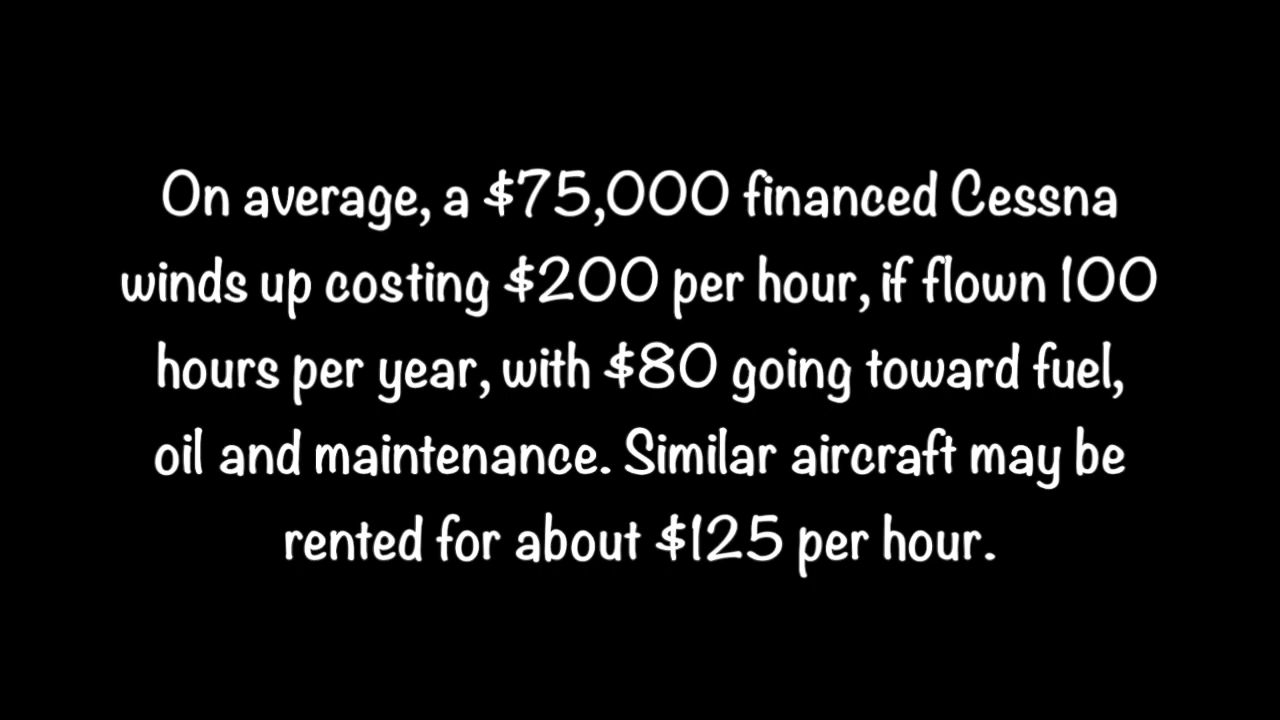 On average, a $75,000 financed Cessna
winds up costing $200 per hour, if flown 100
hours per year, with $80 going toward fuel,
oil and maintenance. Similar aircraft may be
rented for about $125 per hour.